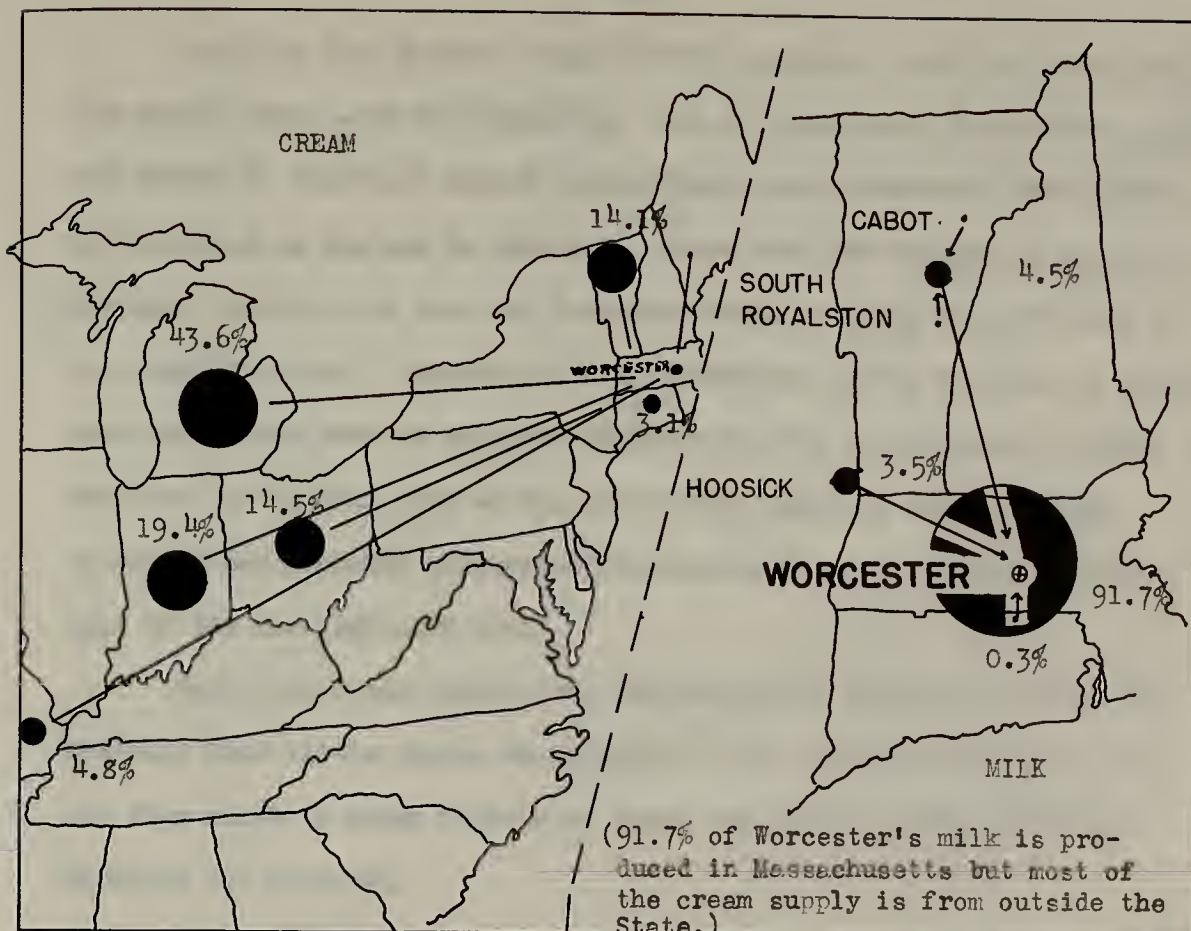 CREAM
14.1%
43.6%
WORCESTER
3.1%
14.5%
19.4%
4.8%
CABOT
4.5%
SOUTH
ROYALSTON
HOOSICK
3.5%
WORCESTER
91.7%
0.3%
MILK
(91.7% of Worcester's milk is pro-
duced in Massachusetts but most of
the cream supply is from outside the
State.)